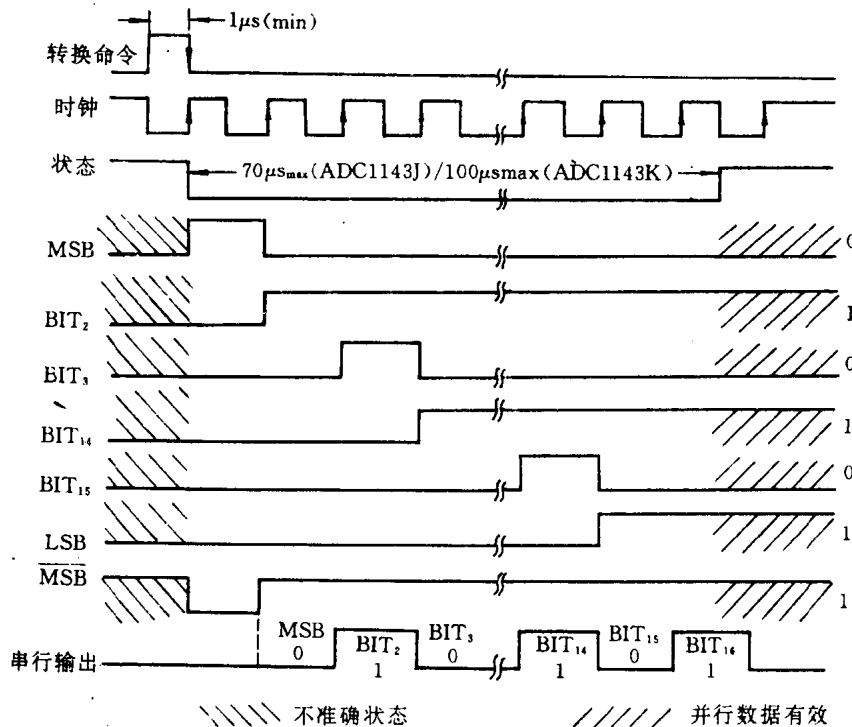 1μs(min)
转换命令
时钟
状态
70μsmax(ADC1143J)/100μsmax(ADC1143K)
MSB
0
BIT2
1
BIT3
0
BIT14
1
BIT15
0
LSB
1
MSB
1
串行输出
MSB BIT2 BIT3 BIT14 BIT15 BIT16
0 1 0 1 0 1
不准确状态 并行数据有效